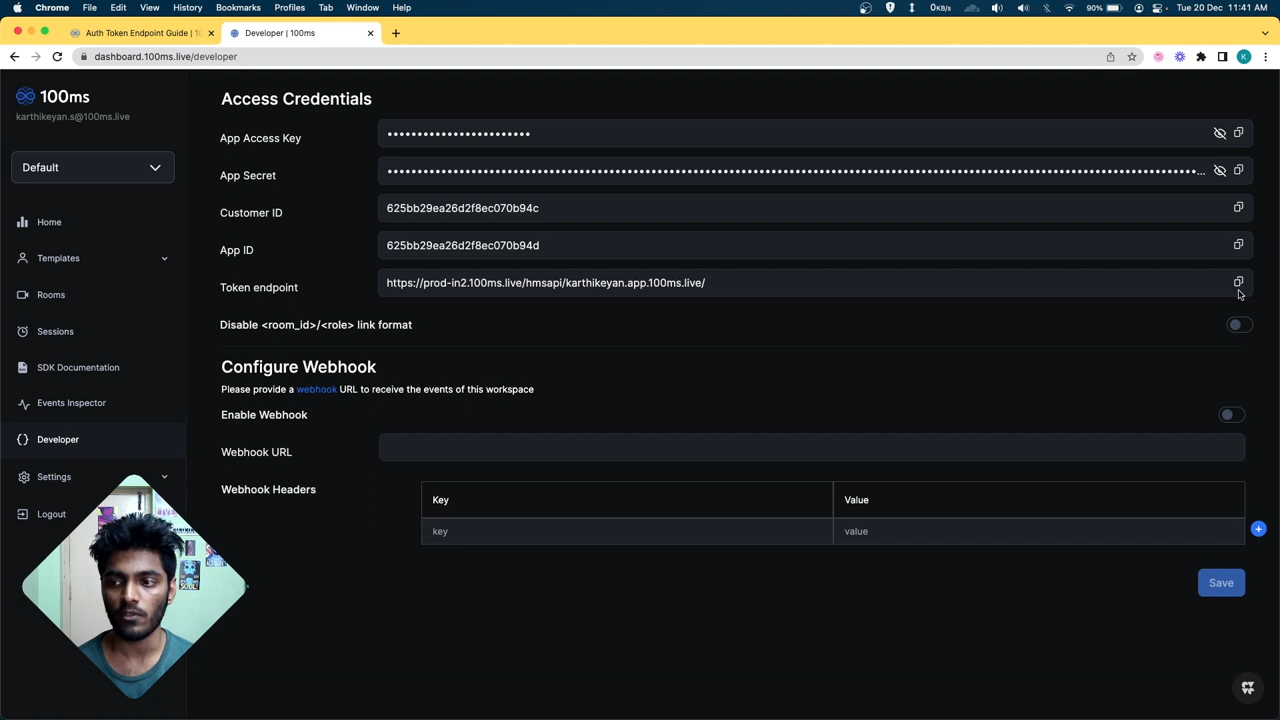 Chrome File Edit View History Bookmarks Profiles Tab Window Help 0KB/s 90% Tue 20 Dec 11:41 AM
Auth Token Endpoint Guide | 10 Developer | 100ms
dashboard.100ms.live/developer K
100ms
karthikeyan.s@100ms.live
Default
Home
Templates
Rooms
Sessions
SDK Documentation
Events Inspector
Developer
Settings
Logout
Access Credentials
App Access Key ••••••••••••••••••••••••
App Secret
Customer ID 625bb29ea26d2f8ec070b94c
App ID 625bb29ea26d2f8ec070b94d
Token endpoint https://prod-in2.100ms.live/hmsapi/karthikeyan.app.100ms.live/
Disable <room_id>/<role> link format
Configure Webhook
Please provide a webhook URL to receive the events of this workspace
Enable Webhook
Webhook URL
Webhook Headers
Key Value
key value
Save